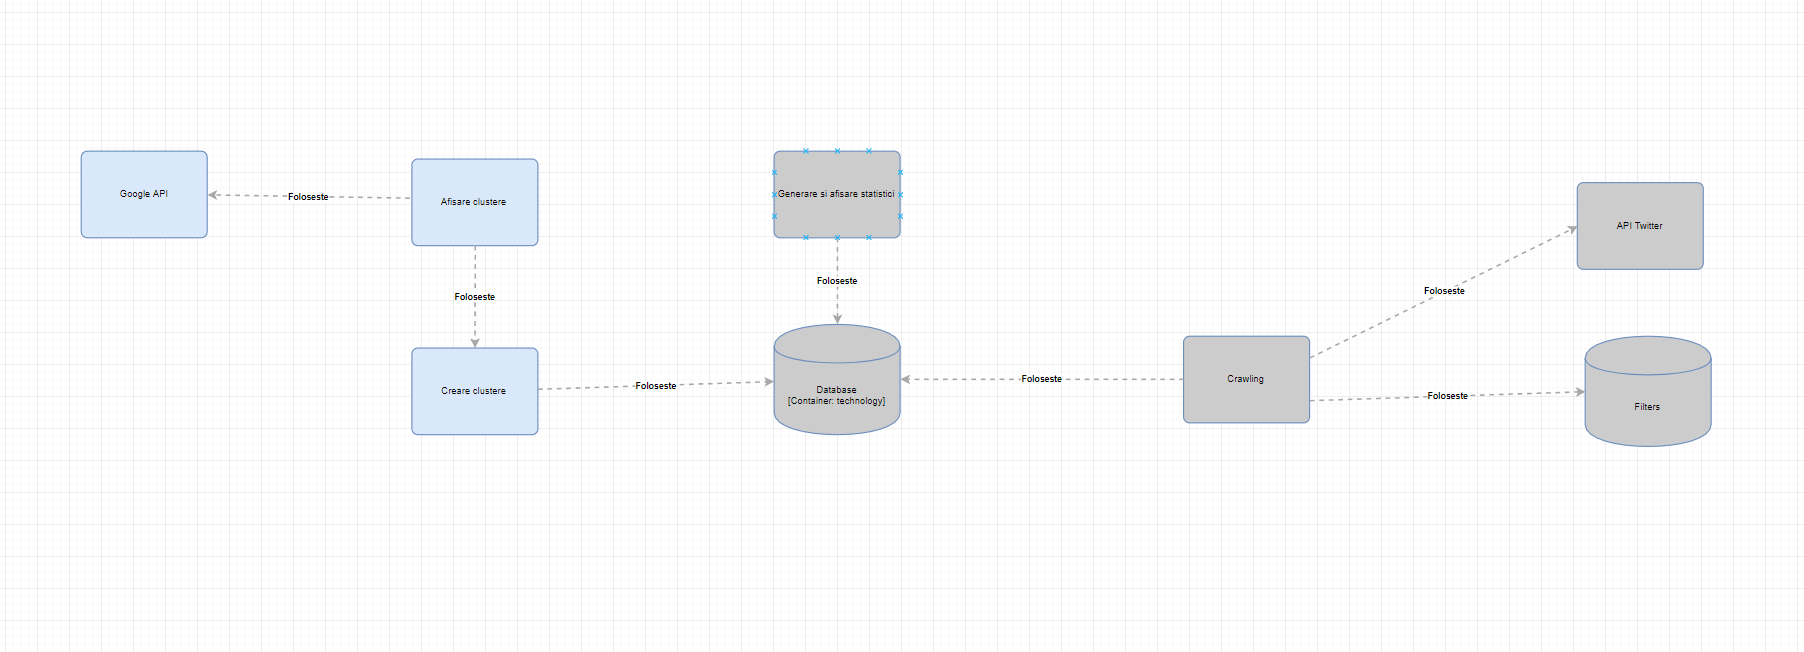 Google API
Foloseste
Afisare clustere
Generare si afisare statistici
API Twitter
Foloseste
Foloseste
Foloseste
Creare clustere
Foloseste
Database
[Container: technology]
Foloseste
Crawling
Foloseste
Filters